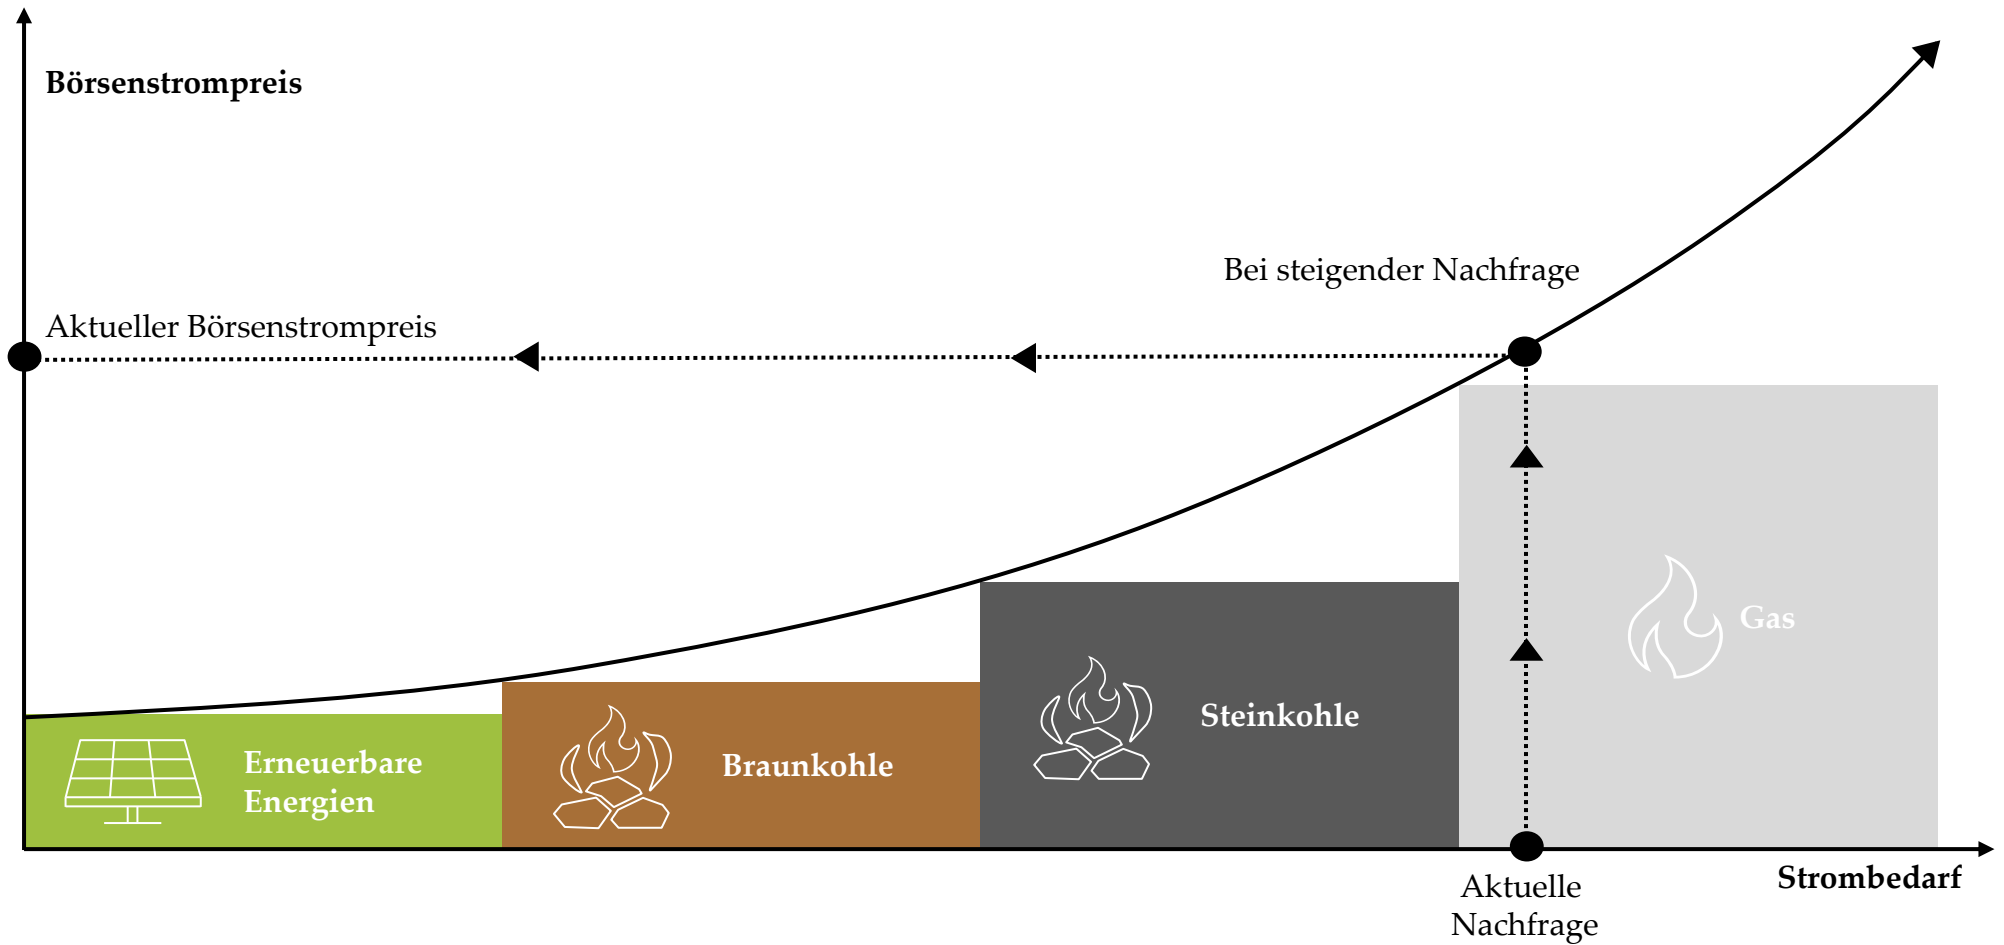 Börsenstrompreis
Bei steigender Nachfrage
Aktueller Börsenstrompreis
Gas
Steinkohle
Braunkohle
Erneuerbare
Energien
Strombedarf
Aktuelle
Nachfrage